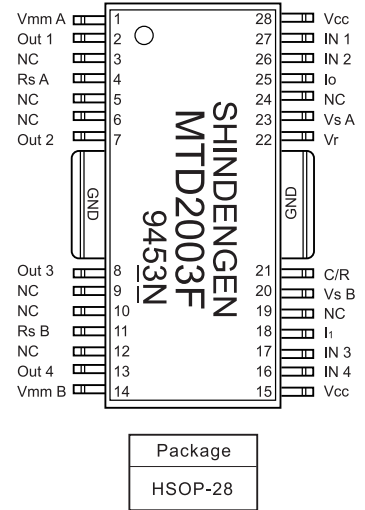 Vmm A 1 28 Vcc
Out 1 2 27 IN 1
NC 3 26 IN 2
Rs A 4 25 Io
NC 5 24 NC
NC 6 23 Vs A
Out 2 7 22 Vr
GND GND
SHINDENGEN
MTD2003F
9453N
Out 3 8 21 C/R
NC 9 20 Vs B
NC 10 19 NC
Rs B 11 18 I1
NC 12 17 IN 3
Out 4 13 16 IN 4
Vmm B 14 15 Vcc
Package
HSOP-28